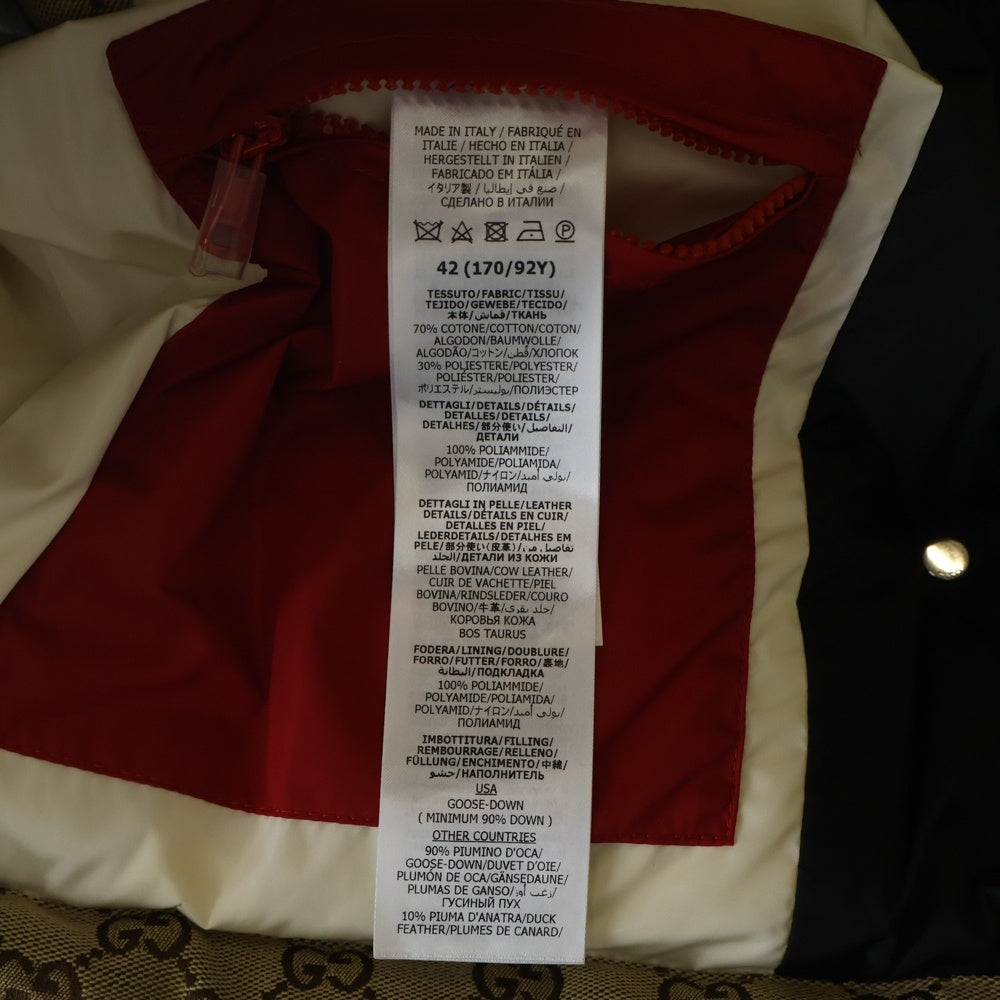 MADE IN ITALY / FABRIQUÉ EN
ITALIE / HECHO EN ITALIA /
HERGESTELLT IN ITALIEN /
FABRICADO EM ITÁLIA /
イタリア製 / صنع في إيطاليا /
СДЕЛАНО В ИТАЛИИ
P
42 (170/92Y)
TESSUTO/FABRIC/TISSU/
TEJIDO/GEWEBE/TECIDO/
本体/قماش/ТКАНЬ
70% COTONE/COTTON/COTON/
ALGODON/BAUMWOLLE/
ALGODÃO/コットン/قطن/ХЛОПОК
30% POLIESTERE/POLYESTER/
POLIÉSTER/POLIESTER/
ポリエステル/بوليستر/ПОЛИЭСТЕР
DETTAGLI/DETAILS/DÉTAILS/
DETALLES/DETAILS/
DETALHES/部分使い/التفاصيل/
ДЕТАЛИ
100% POLIAMMIDE/
POLYAMIDE/POLIAMIDA/
POLYAMID/ナイロン/بولي أميد/
ПОЛИАМИД
DETTAGLI IN PELLE/LEATHER
DETAILS/DÉTAILS EN CUIR/
DETALLES EN PIEL/
LEDERDETAILS/DETALHES EM
PELE/部分使い(皮革)/تفاصيل من
الجلد/ДЕТАЛИ ИЗ КОЖИ
PELLE BOVINA/COW LEATHER/
CUIR DE VACHETTE/PIEL
BOVINA/RINDSLEDER/COURO
BOVINO/牛革/جلد بقري/
КОРОВЬЯ КОЖА
BOS TAURUS
FODERA/LINING/DOUBLURE/
FORRO/FUTTER/FORRO/裏地/
البطانة/ПОДКЛАДКА
100% POLIAMMIDE/
POLYAMIDE/POLIAMIDA/
POLYAMID/ナイロン/بولي أميد/
ПОЛИАМИД
IMBOTTITURA/FILLING/
REMBOURRAGE/RELLENO/
FÜLLUNG/ENCHIMENTO/中綿/
حشو/НАПОЛНИТЕЛЬ
USA
GOOSE-DOWN
( MINIMUM 90% DOWN )
OTHER COUNTRIES
90% PIUMINO D'OCA/
GOOSE-DOWN/DUVET D'OIE/
PLUMÓN DE OCA/GÄNSEDAUNE/
PLUMAS DE GANSO/زغب أوز/
ГУСИНЫЙ ПУХ
10% PIUMA D'ANATRA/DUCK
FEATHER/PLUMES DE CANARD/